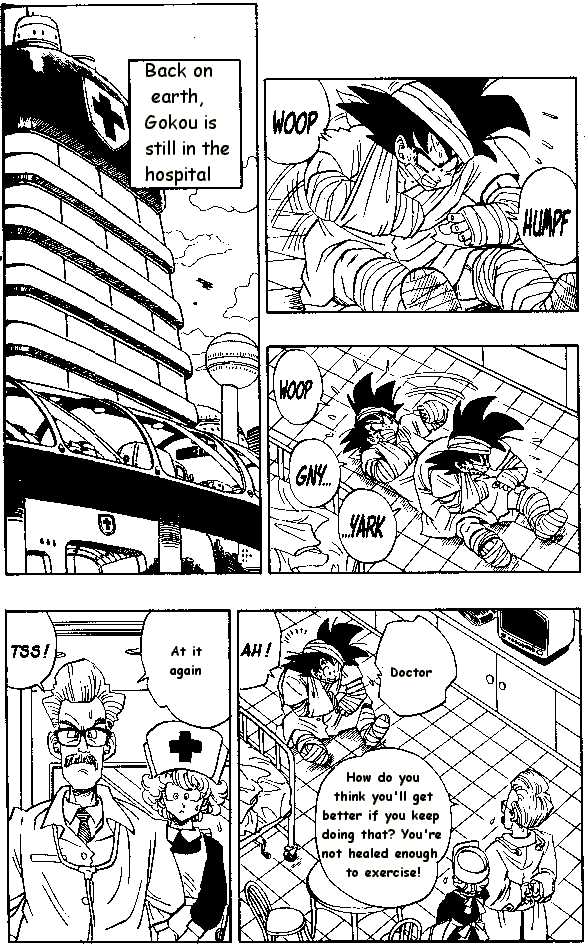 Back on
earth,
Gokou is
still in the
hospital
WOOP
HUMPF
WOOP
GNY...
...YARK
TSS!
At it
again
AH!
Doctor
How do you
think you'll get
better if you keep
doing that? You're
not healed enough
to exercise!